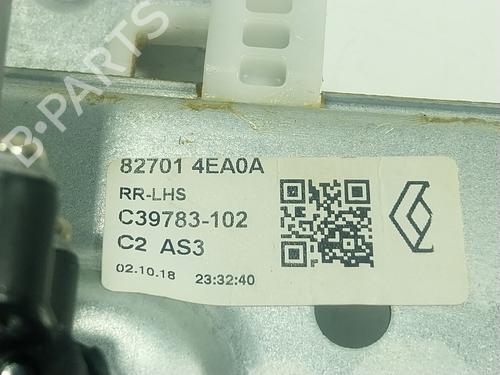 B-PARTS
82701 4EA0A
RR-LHS
C39783-102
C2 AS3
02.10.18 23:32:40